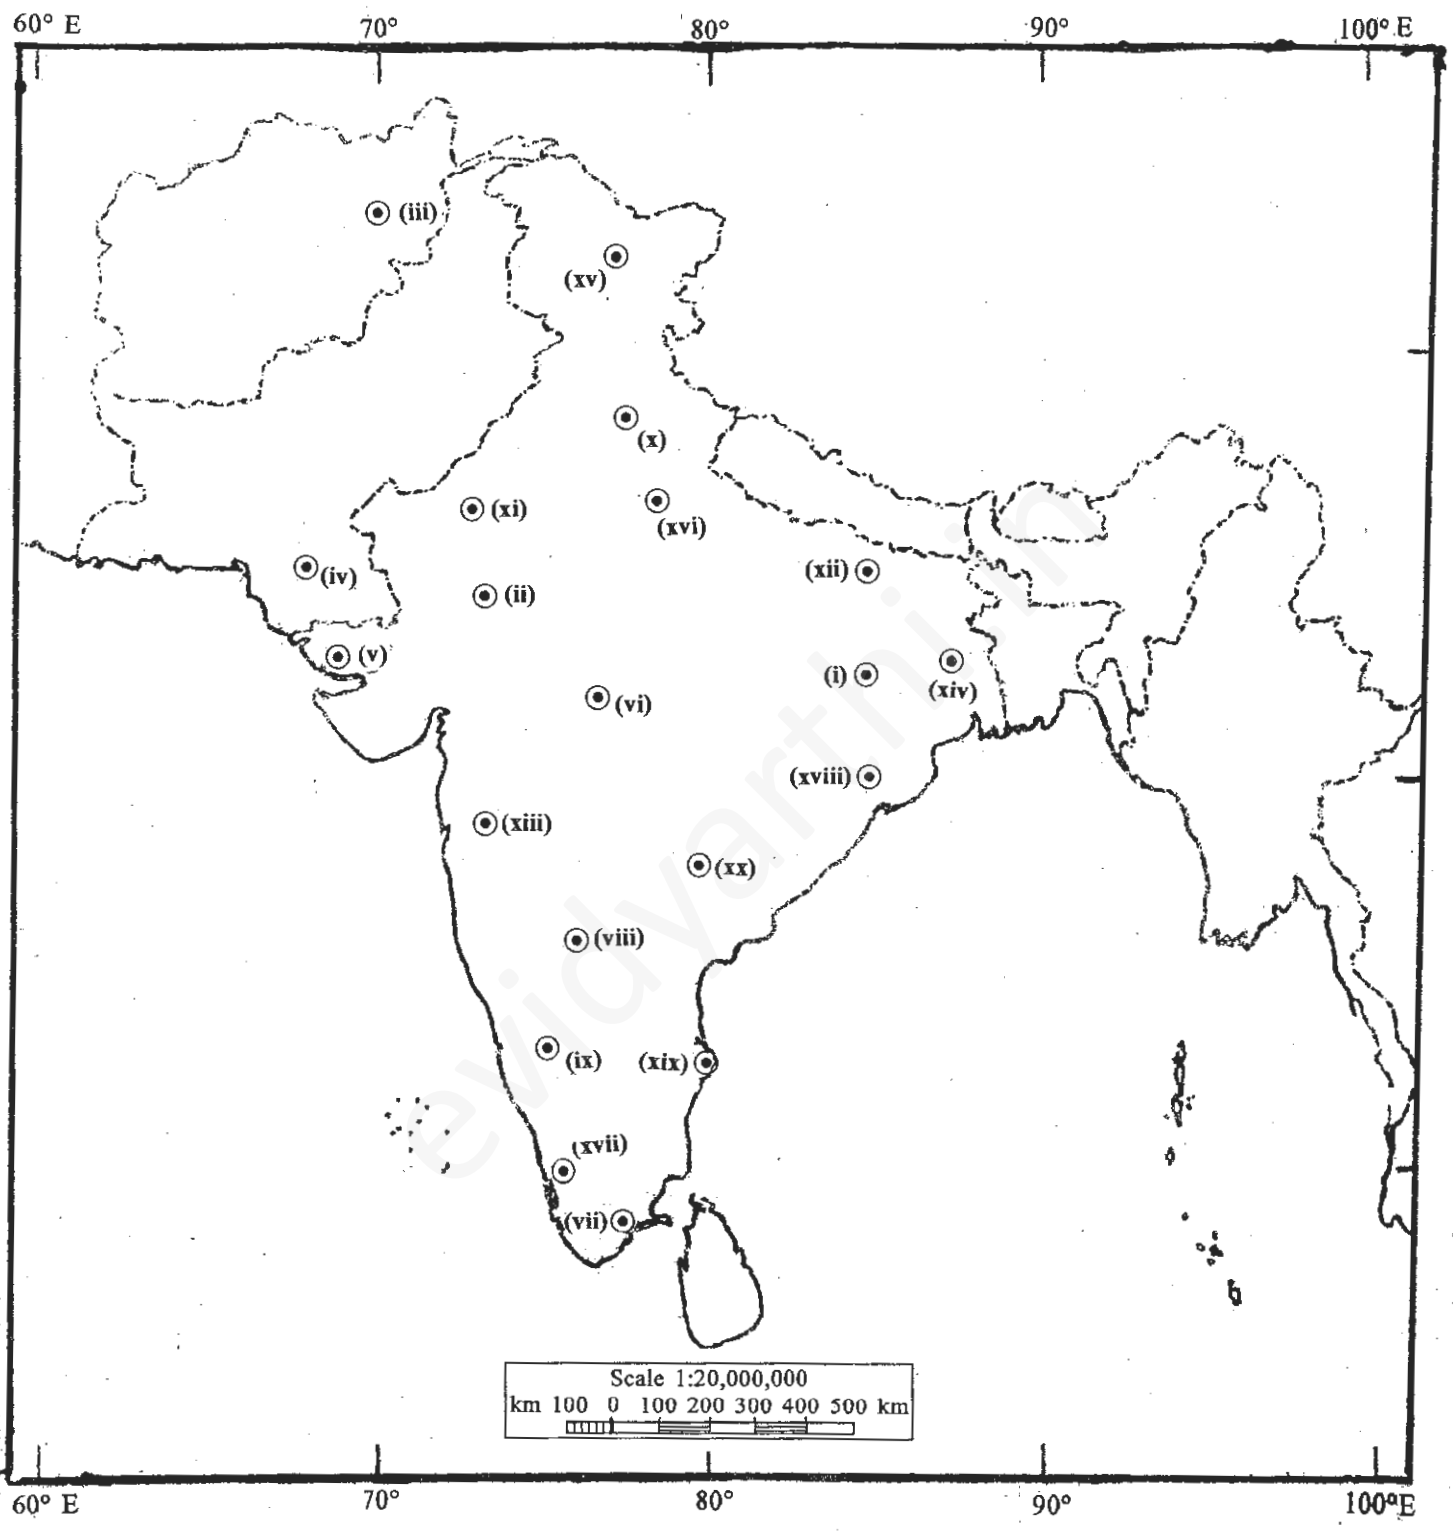 60° E 70° 80° 90° 100° E
(iii)
(xv)
(x)
(xi)
(xvi)
(iv)
(xii)
(ii)
(v)
(i)
(xiv)
(vi)
(xviii)
(xiii)
(xx)
(viii)
(ix)
(xix)
(xvii)
(vii)
evidyarthi.in
Scale 1:20,000,000
km 100 0 100 200 300 400 500 km
60° E 70° 80° 90° 100°E